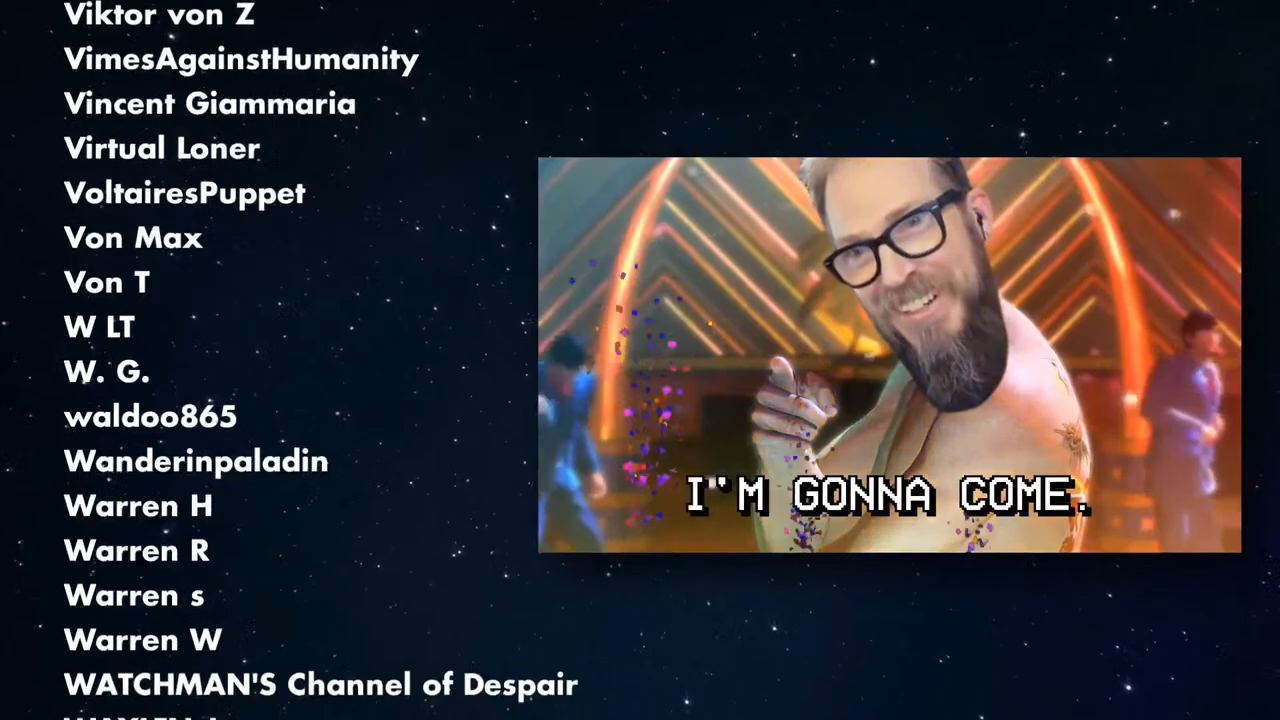 Viktor von Z
VimesAgainstHumanity
Vincent Giammaria
Virtual Loner
VoltairesPuppet
Von Max
Von T
W LT
W. G.
waldoo865
Wanderinpaladin
Warren H
Warren R
Warren s
Warren W
WATCHMAN'S Channel of Despair
I'M GONNA COME.